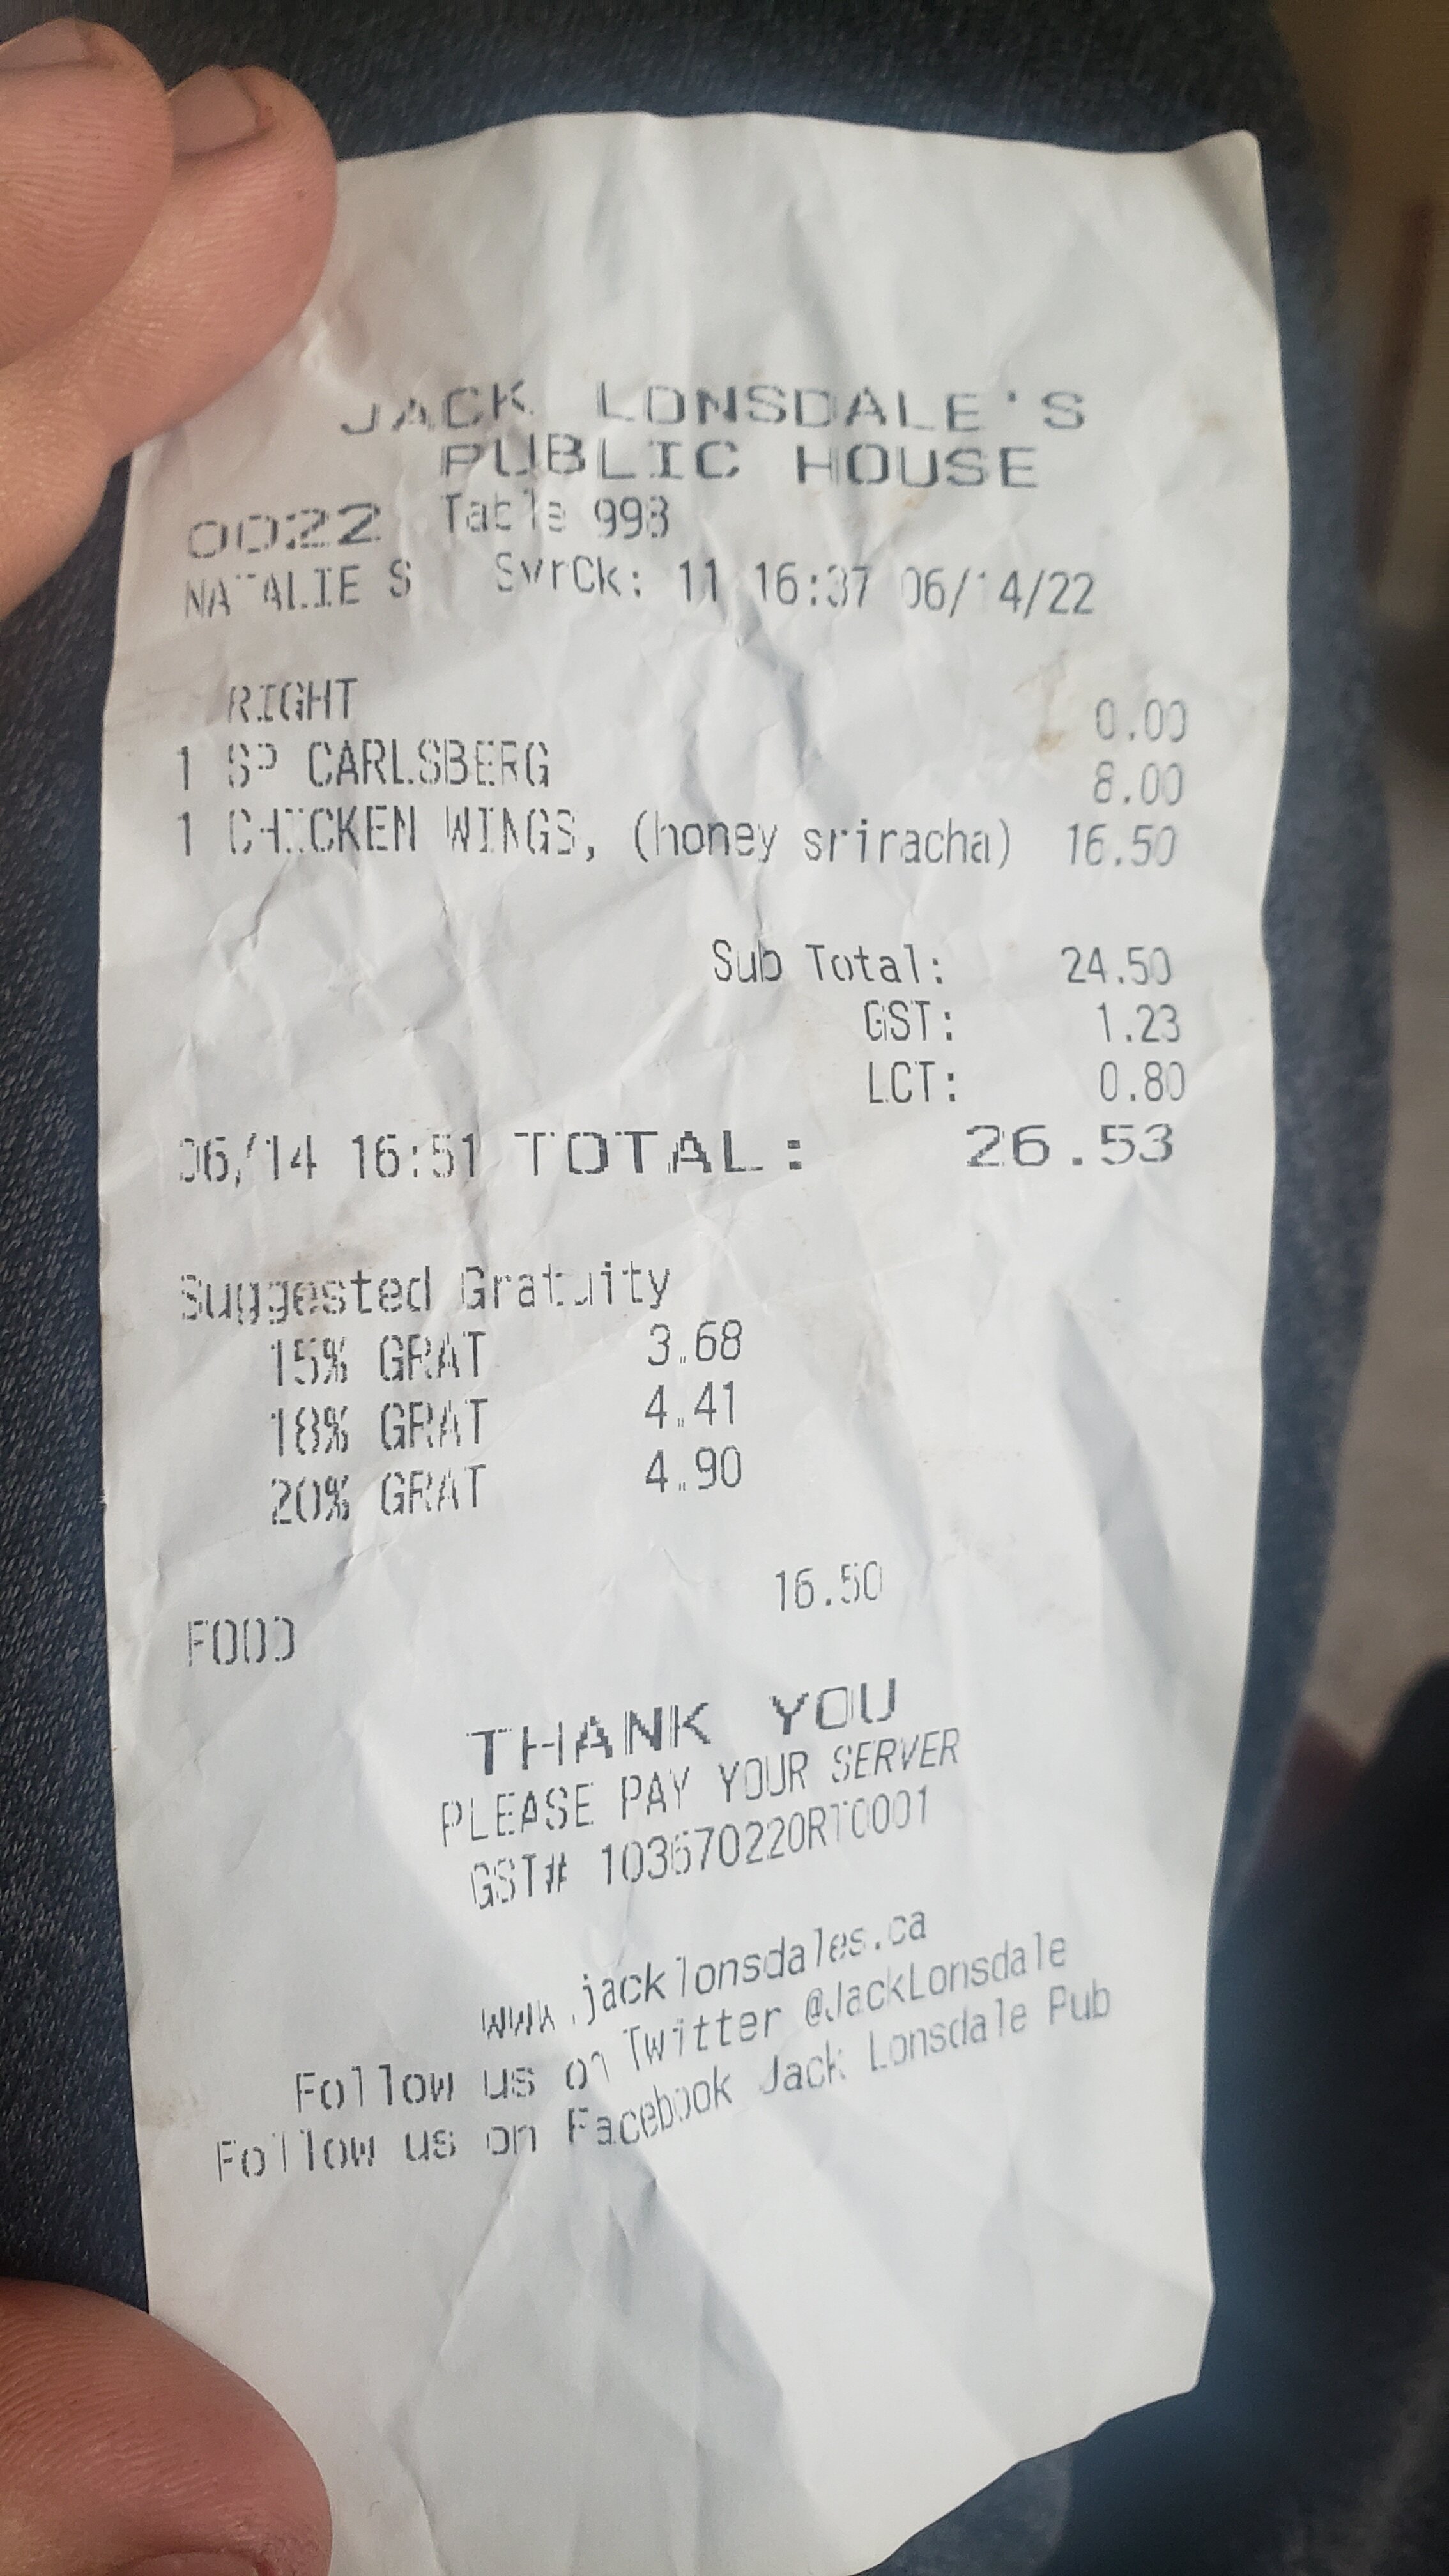 JACK LONSDALE'S
PUBLIC HOUSE
0022 Table 998
NATALIE S SvrCk: 11 16:37 06/14/22
RIGHT 0.00
1 SP CARLSBERG 8.00
1 CHICKEN WINGS, (honey sriracha) 16.50
Sub Total: 24.50
GST: 1.23
LCT: 0.80
06/14 16:51 TOTAL: 26.53
Suggested Gratuity
15% GRAT 3.68
18% GRAT 4.41
20% GRAT 4.90
FOOD 16.50
THANK YOU
PLEASE PAY YOUR SERVER
GST# 103670220RT0001
www.jacklonsdales.ca
Follow us on Twitter @JackLonsdale
Follow us on Facebook Jack Lonsdale Pub